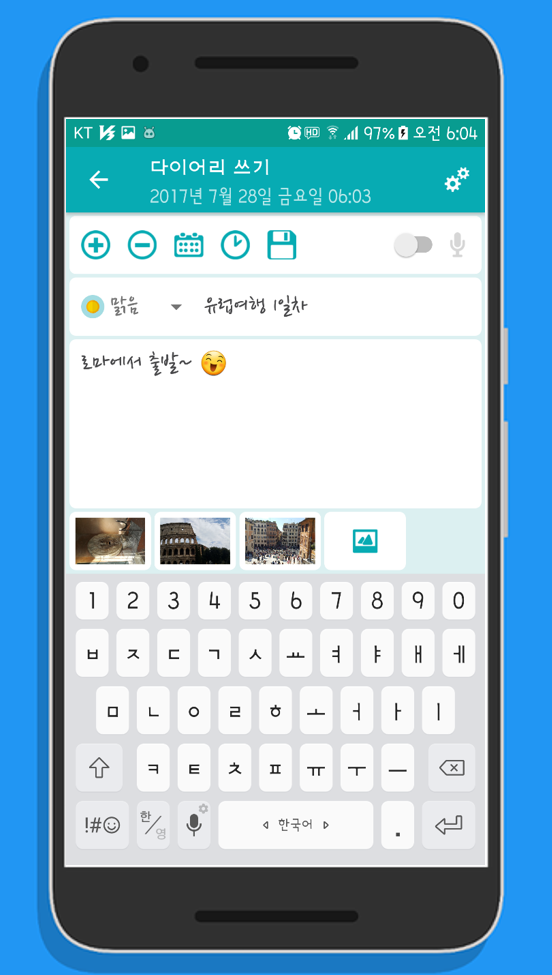 KT HD 97% 오전 6:04
다이어리 쓰기
2017년 7월 28일 금요일 06:03
맑음 유럽여행 1일차
로마에서 출발~
1 2 3 4 5 6 7 8 9 0
ㅂ ㅈ ㄷ ㄱ ㅅ ㅛ ㅕ ㅑ ㅐ ㅔ
ㅁ ㄴ ㅇ ㄹ ㅎ ㅗ ㅓ ㅏ ㅣ
ㅋ ㅌ ㅊ ㅍ ㅠ ㅜ ㅡ
!#☺ 한/영 한국어 .